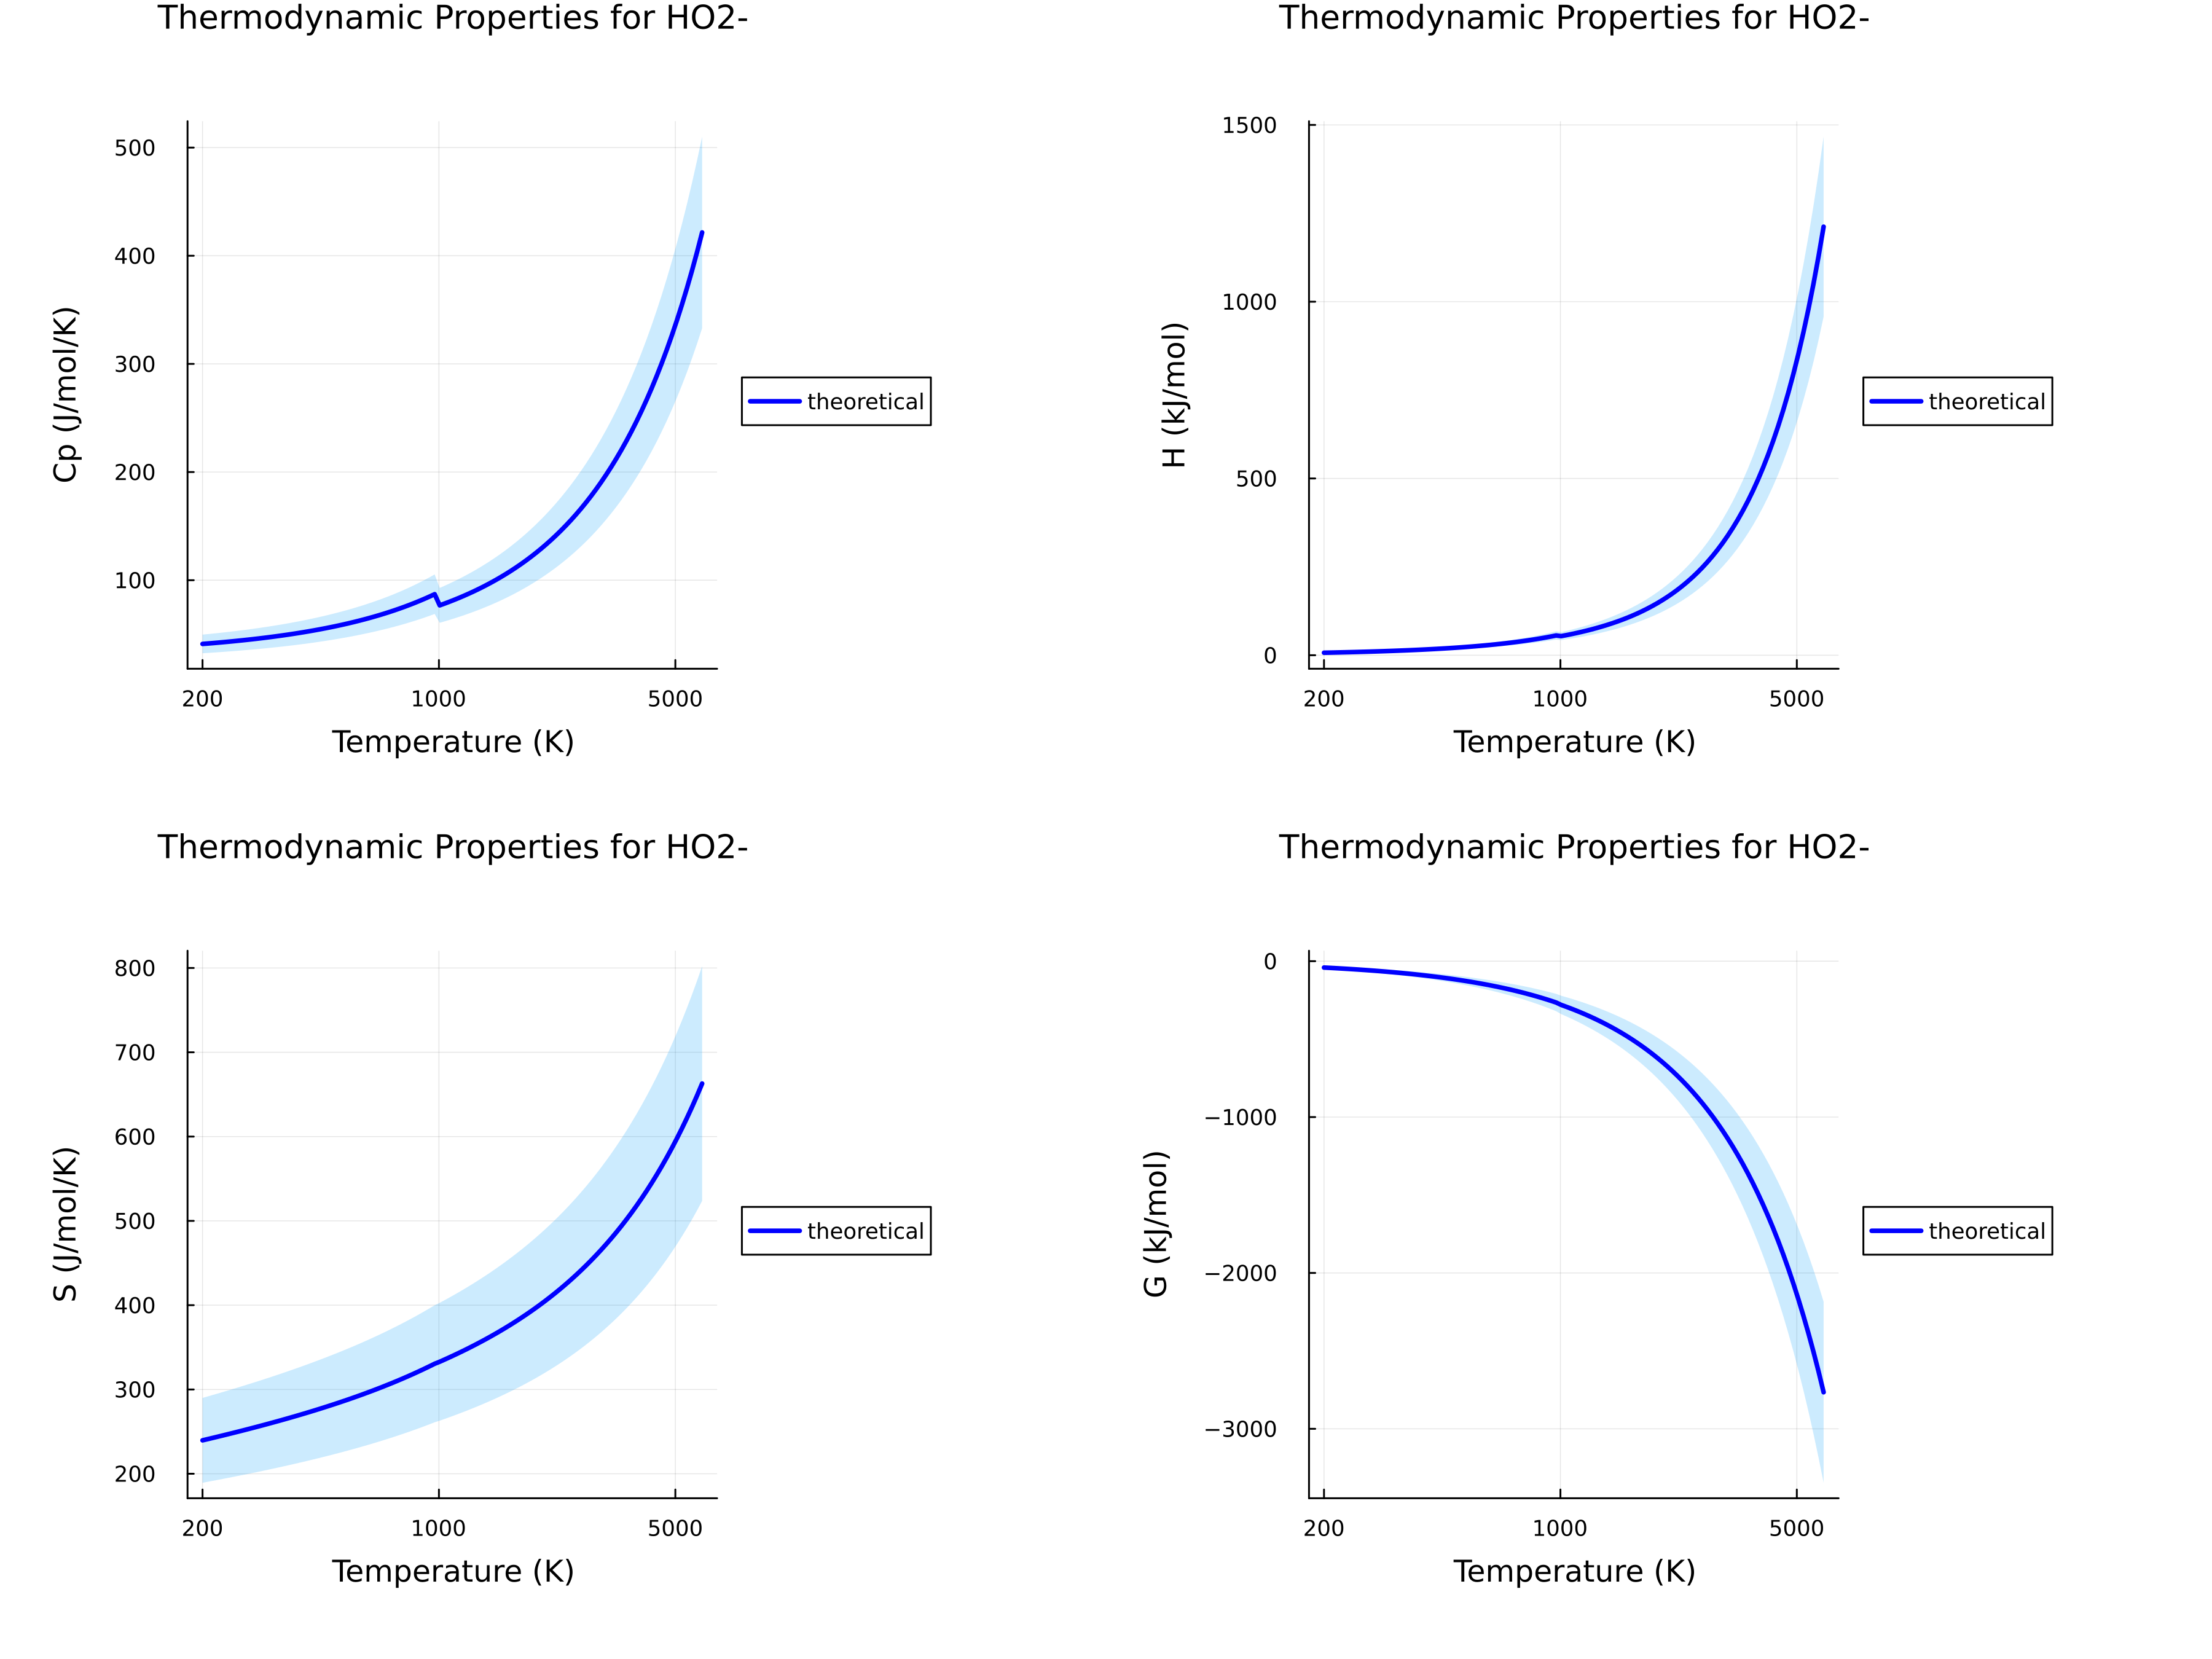 Thermodynamic Properties for HO2-
Cp (J/mol/K)
500
400
300
200
100
200 1000 5000
Temperature (K)
theoretical
Thermodynamic Properties for HO2-
H (kJ/mol)
1500
1000
500
0
200 1000 5000
Temperature (K)
theoretical
Thermodynamic Properties for HO2-
S (J/mol/K)
800
700
600
500
400
300
200
200 1000 5000
Temperature (K)
theoretical
Thermodynamic Properties for HO2-
G (kJ/mol)
0
−1000
−2000
−3000
200 1000 5000
Temperature (K)
theoretical